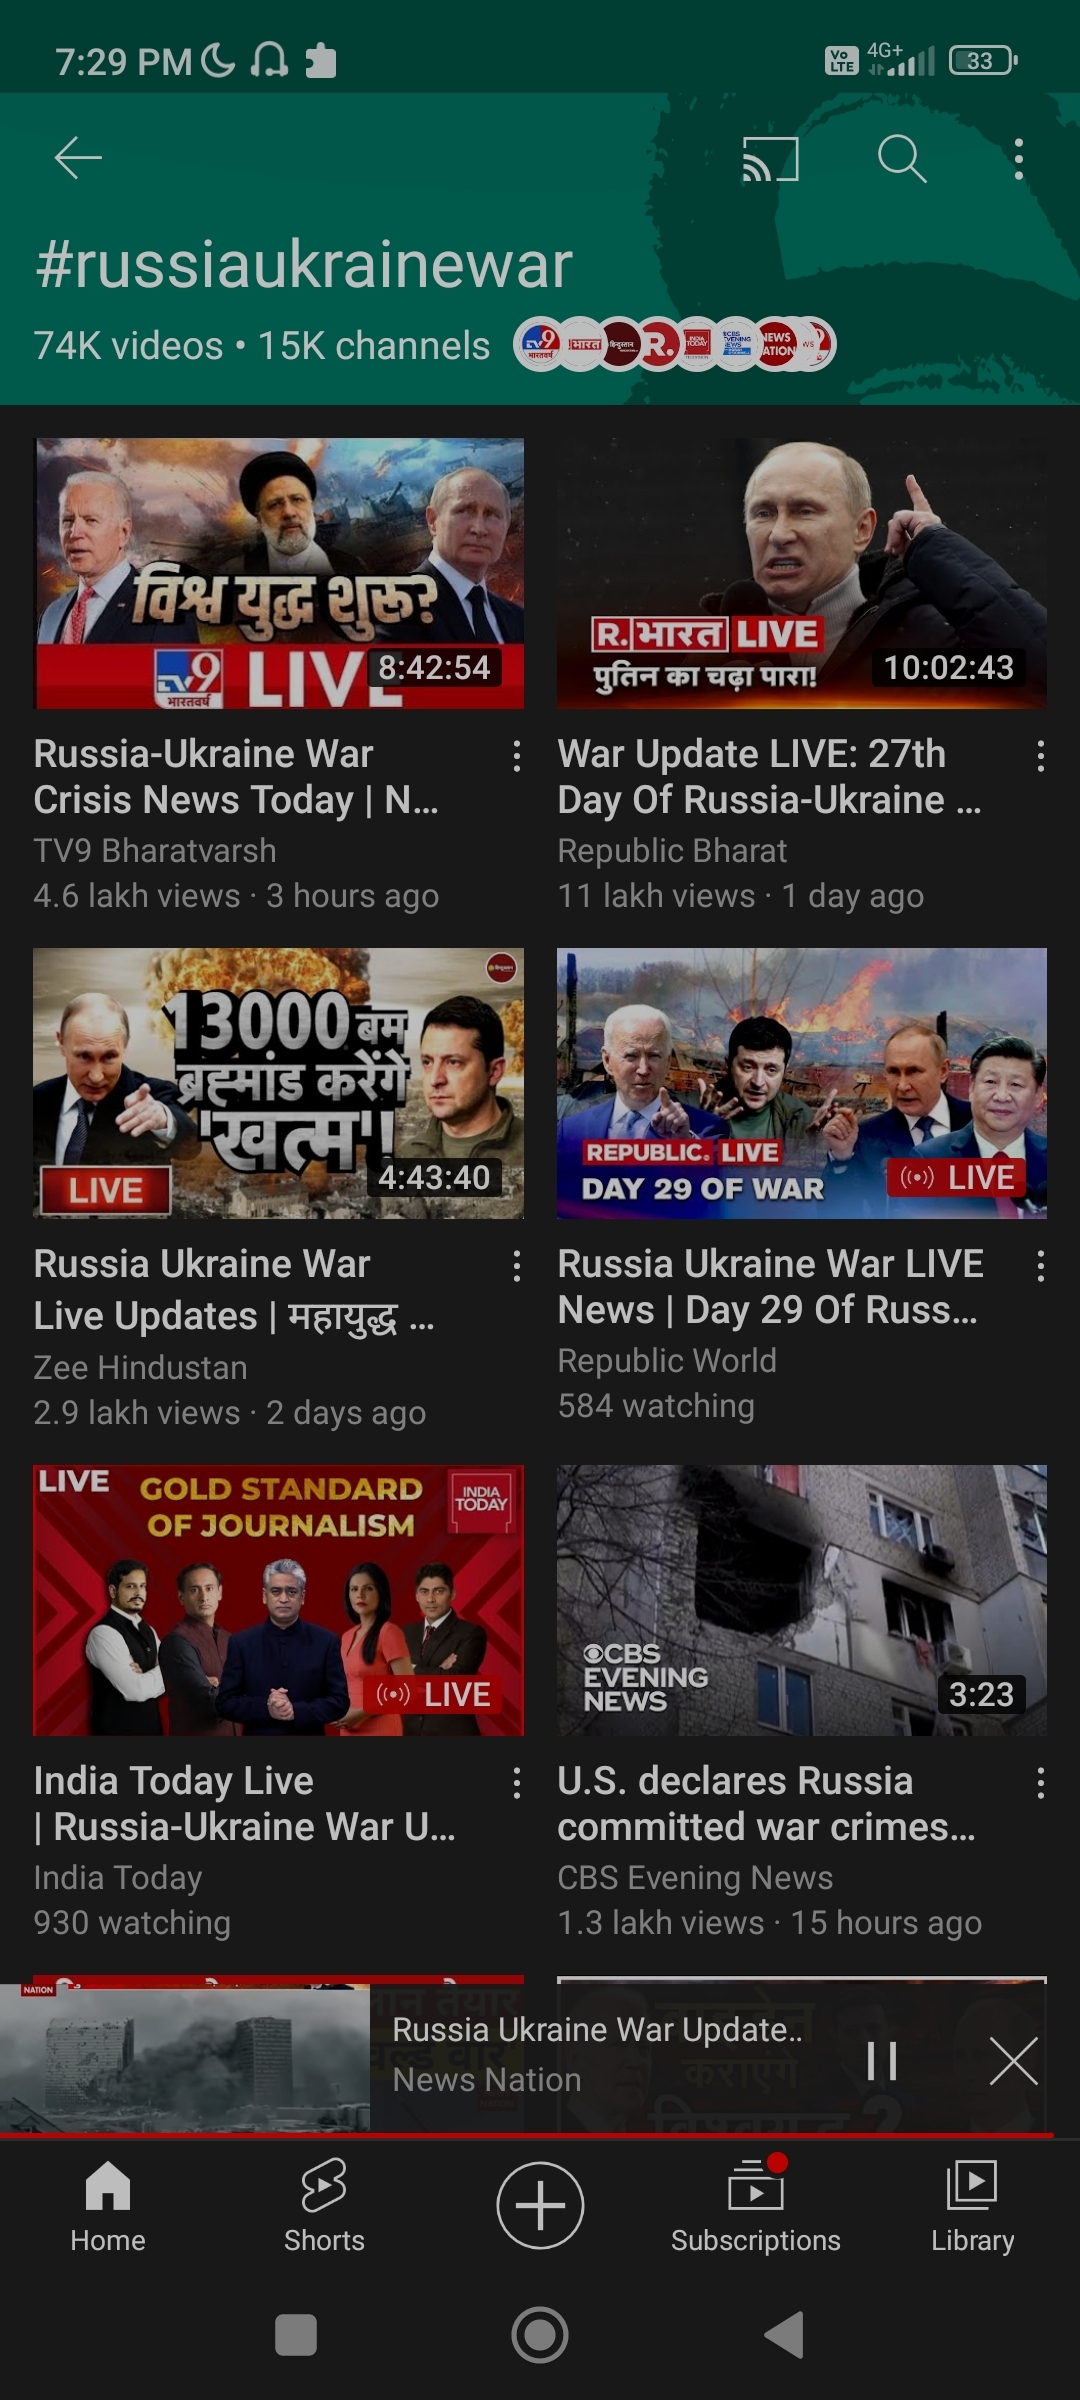 7:29 PM
Vo LTE 4G+ 33
#russiaukrainewar
74K videos • 15K channels
विश्व युद्ध शुरू?
TV9 LIVE
भारतवर्ष
8:42:54
R.भारत LIVE
पुतिन का चढ़ा पारा!
10:02:43
Russia-Ukraine War
Crisis News Today | N...
TV9 Bharatvarsh
4.6 lakh views · 3 hours ago
War Update LIVE: 27th
Day Of Russia-Ukraine ...
Republic Bharat
11 lakh views · 1 day ago
13000 बम
ब्रह्मांड करेंगे
'खत्म'!
LIVE
4:43:40
REPUBLIC. LIVE
DAY 29 OF WAR
LIVE
Russia Ukraine War
Live Updates | महायुद्ध ...
Zee Hindustan
2.9 lakh views · 2 days ago
Russia Ukraine War LIVE
News | Day 29 Of Russ...
Republic World
584 watching
LIVE
GOLD STANDARD
OF JOURNALISM
INDIA
TODAY
LIVE
CBS
EVENING
NEWS
3:23
India Today Live
| Russia-Ukraine War U...
India Today
930 watching
U.S. declares Russia
committed war crimes...
CBS Evening News
1.3 lakh views · 15 hours ago
NATION
Russia Ukraine War Update..
News Nation
Home
Shorts
Subscriptions
Library